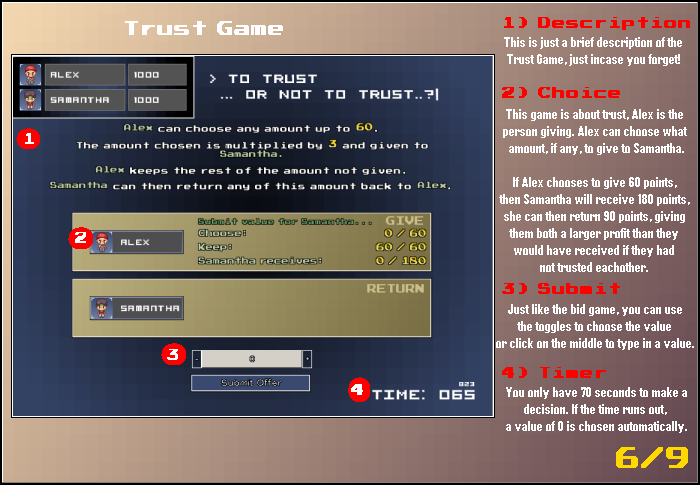 Trust Game
ALEX 1000
SAMANTHA 1000
> TO TRUST
... OR NOT TO TRUST..?|
1
Alex can choose any amount up to 60.
The amount chosen is multiplied by 3 and given to
Samantha.
Alex keeps the rest of the amount not given.
Samantha can then return any of this amount back to Alex.
2
ALEX
Submit value for Samantha... GIVE
Choose: 0 / 60
Keep: 60 / 60
Samantha receives: 0 / 180
SAMANTHA
RETURN
3
- 0 +
Submit Offer
4
023
TIME: 065
1) Description
This is just a brief description of the
Trust Game, just incase you forget!
2) Choice
This game is about trust, Alex is the
person giving. Alex can choose what
amount, if any, to give to Samantha.
If Alex chooses to give 60 points,
then Samantha will receive 180 points,
she can then return 90 points, giving
them both a larger profit than they
would have received if they had
not trusted eachother.
3) Submit
Just like the bid game, you can use
the toggles to choose the value
or click on the middle to type in a value.
4) Timer
You only have 70 seconds to make a
decision. If the time runs out,
a value of 0 is chosen automatically.
6/9